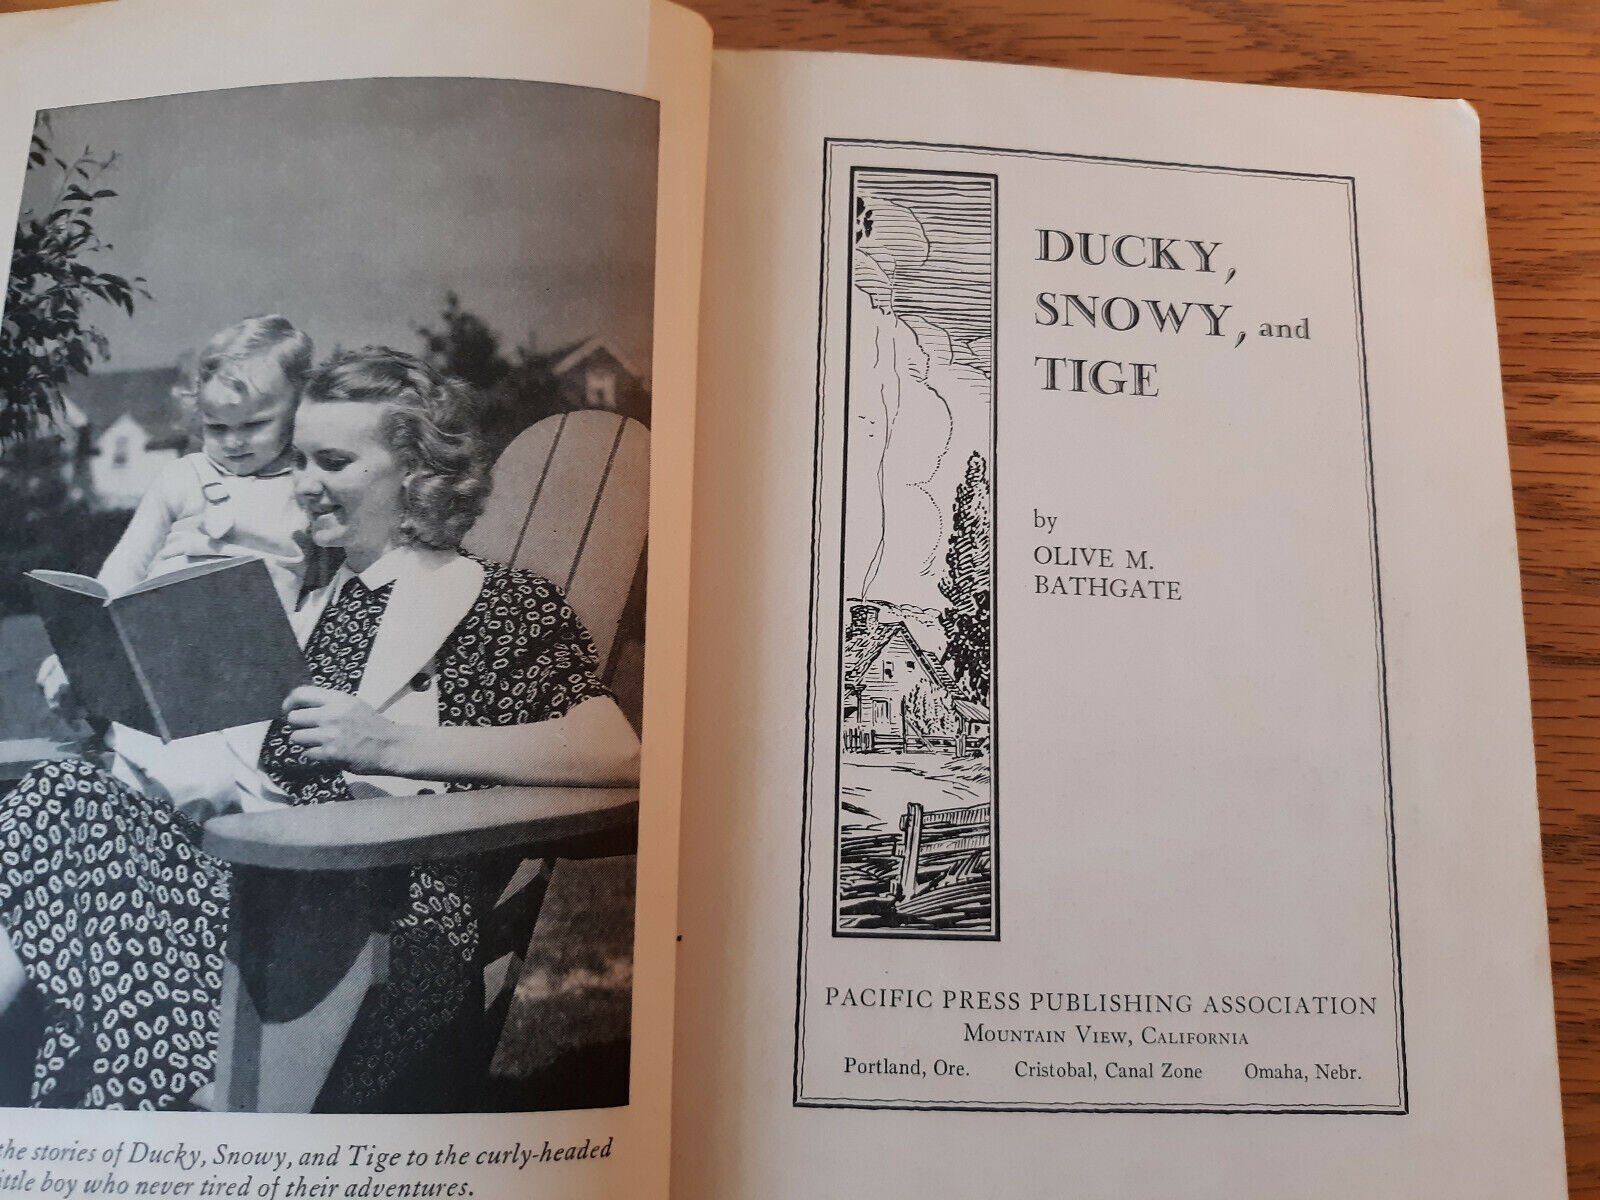 the stories of Ducky, Snowy, and Tige to the curly-headed
little boy who never tired of their adventures.
DUCKY,
SNOWY, and
TIGE
by
OLIVE M.
BATHGATE
PACIFIC PRESS PUBLISHING ASSOCIATION
MOUNTAIN VIEW, CALIFORNIA
Portland, Ore. Cristobal, Canal Zone Omaha, Nebr.